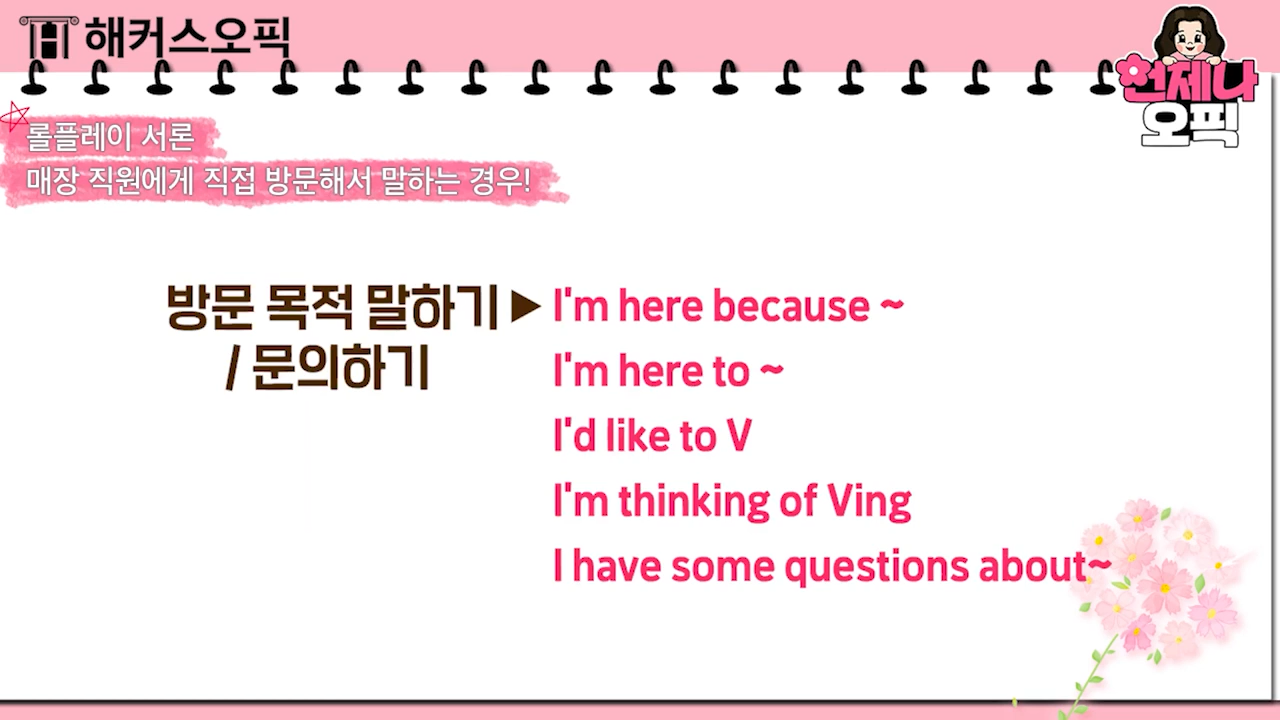 해커스오픽
언제나
오픽
롤플레이 서론
매장 직원에게 직접 방문해서 말하는 경우!
방문 목적 말하기 ▶ I'm here because ~
/ 문의하기
I'm here to ~
I'd like to V
I'm thinking of Ving
I have some questions about~